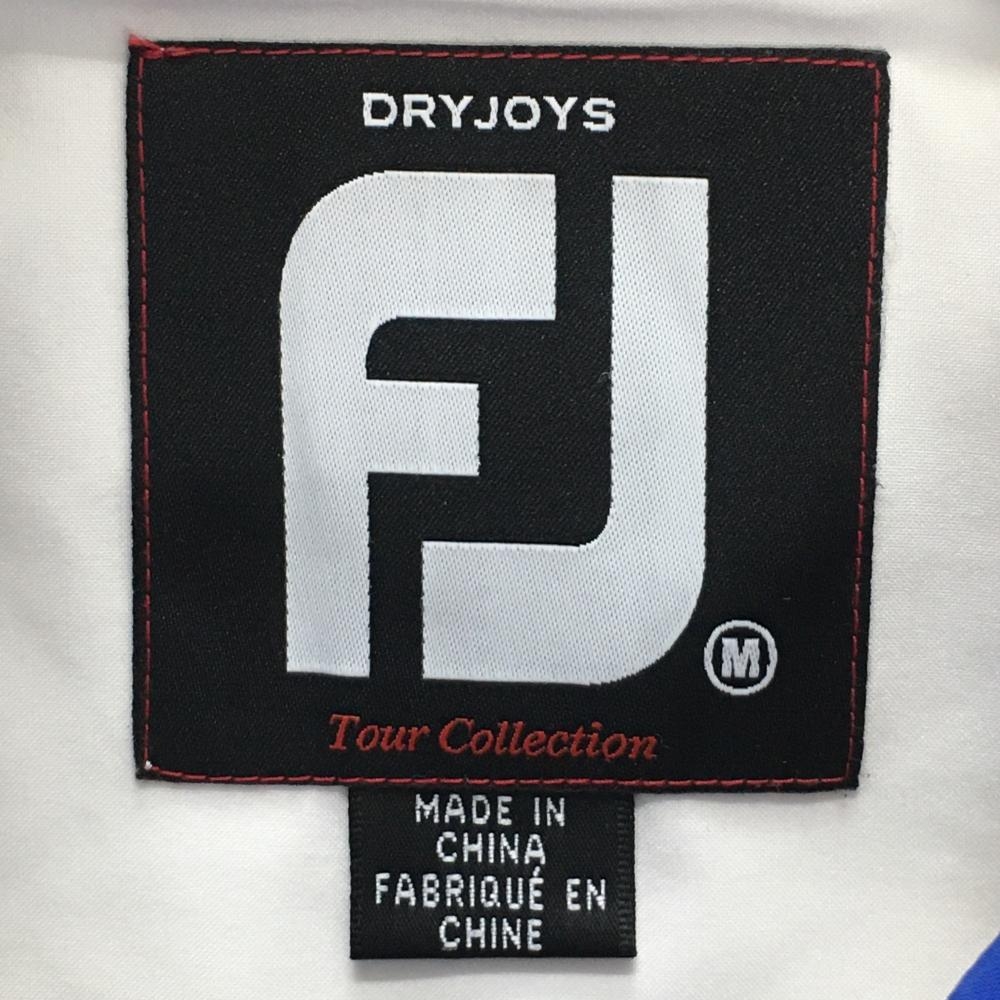 DRYJOYS
FJ
M
Tour Collection
MADE IN
CHINA
FABRIQUÉ EN
CHINE